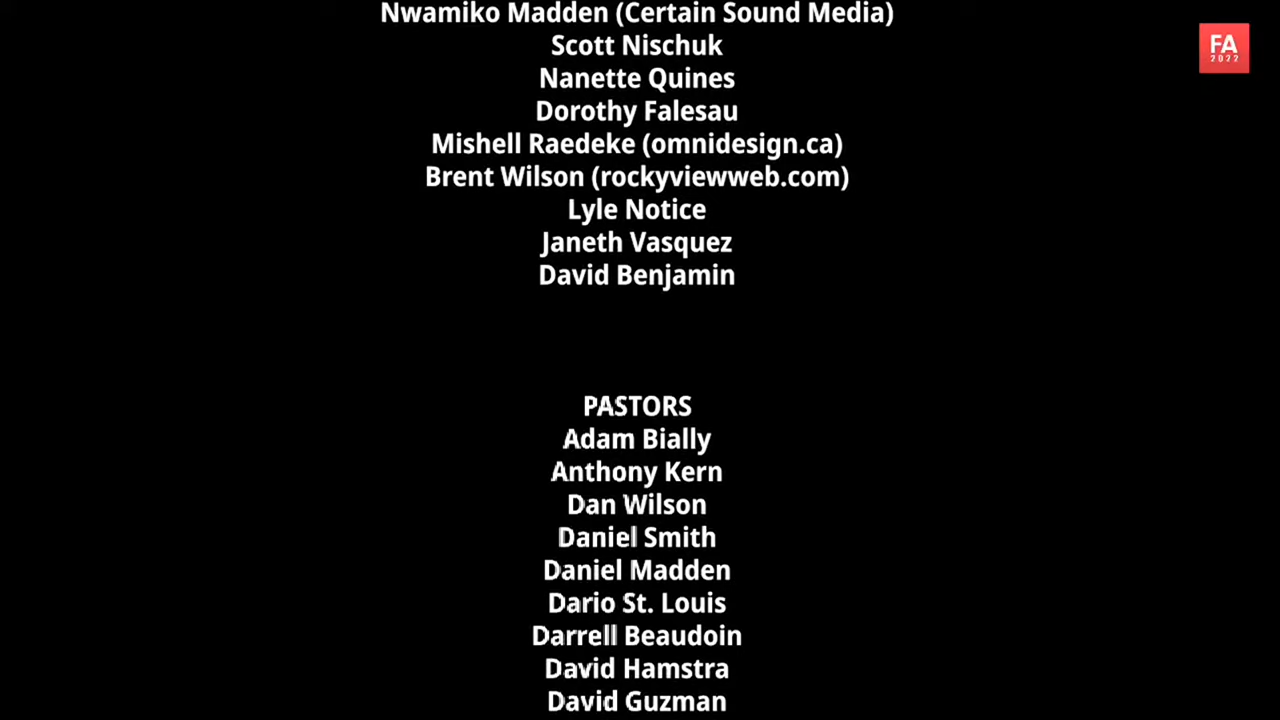 Nwamiko Madden (Certain Sound Media)
Scott Nischuk
Nanette Quines
Dorothy Falesau
Mishell Raedeke (omnidesign.ca)
Brent Wilson (rockyviewweb.com)
Lyle Notice
Janeth Vasquez
David Benjamin
FA
2022
PASTORS
Adam Bially
Anthony Kern
Dan Wilson
Daniel Smith
Daniel Madden
Dario St. Louis
Darrell Beaudoin
David Hamstra
David Guzman